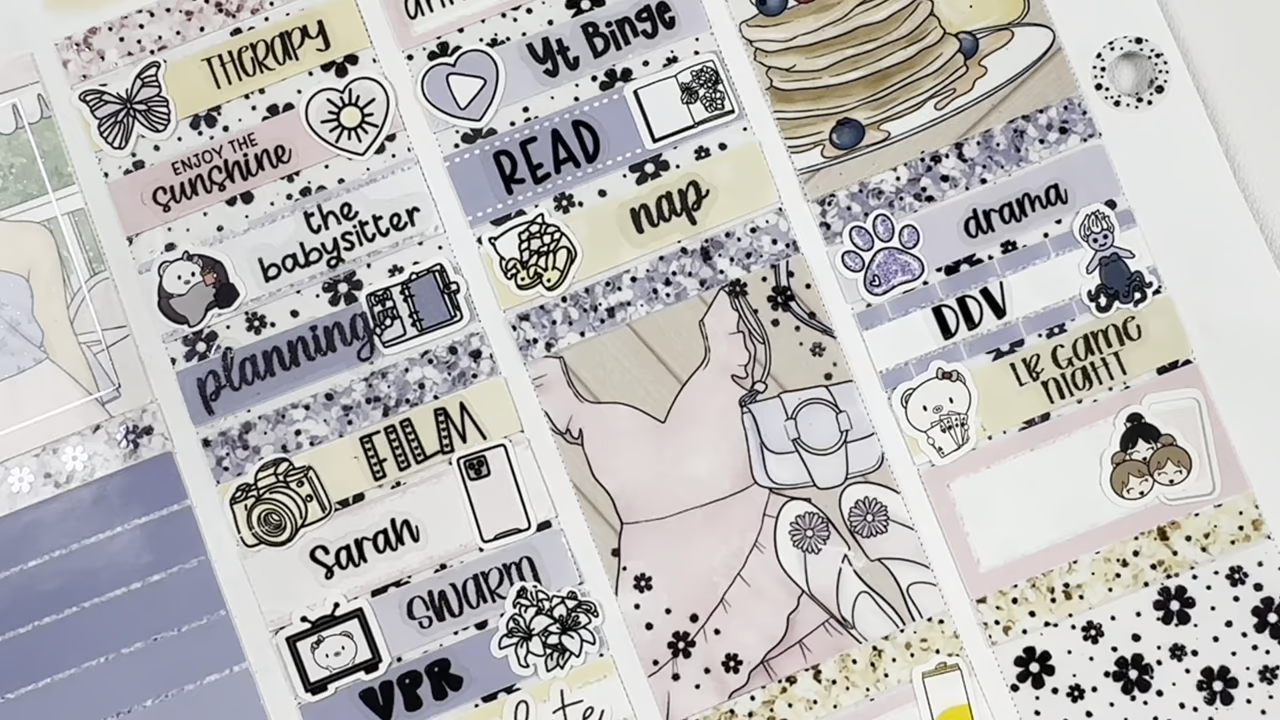 THERAPY
ENJOY THE
sunshine
the
babysitter
planning
FILM
Sarah
SWARM
VPR
Yt Binge
READ
nap
drama
DDV
LB GAME
NIGHT